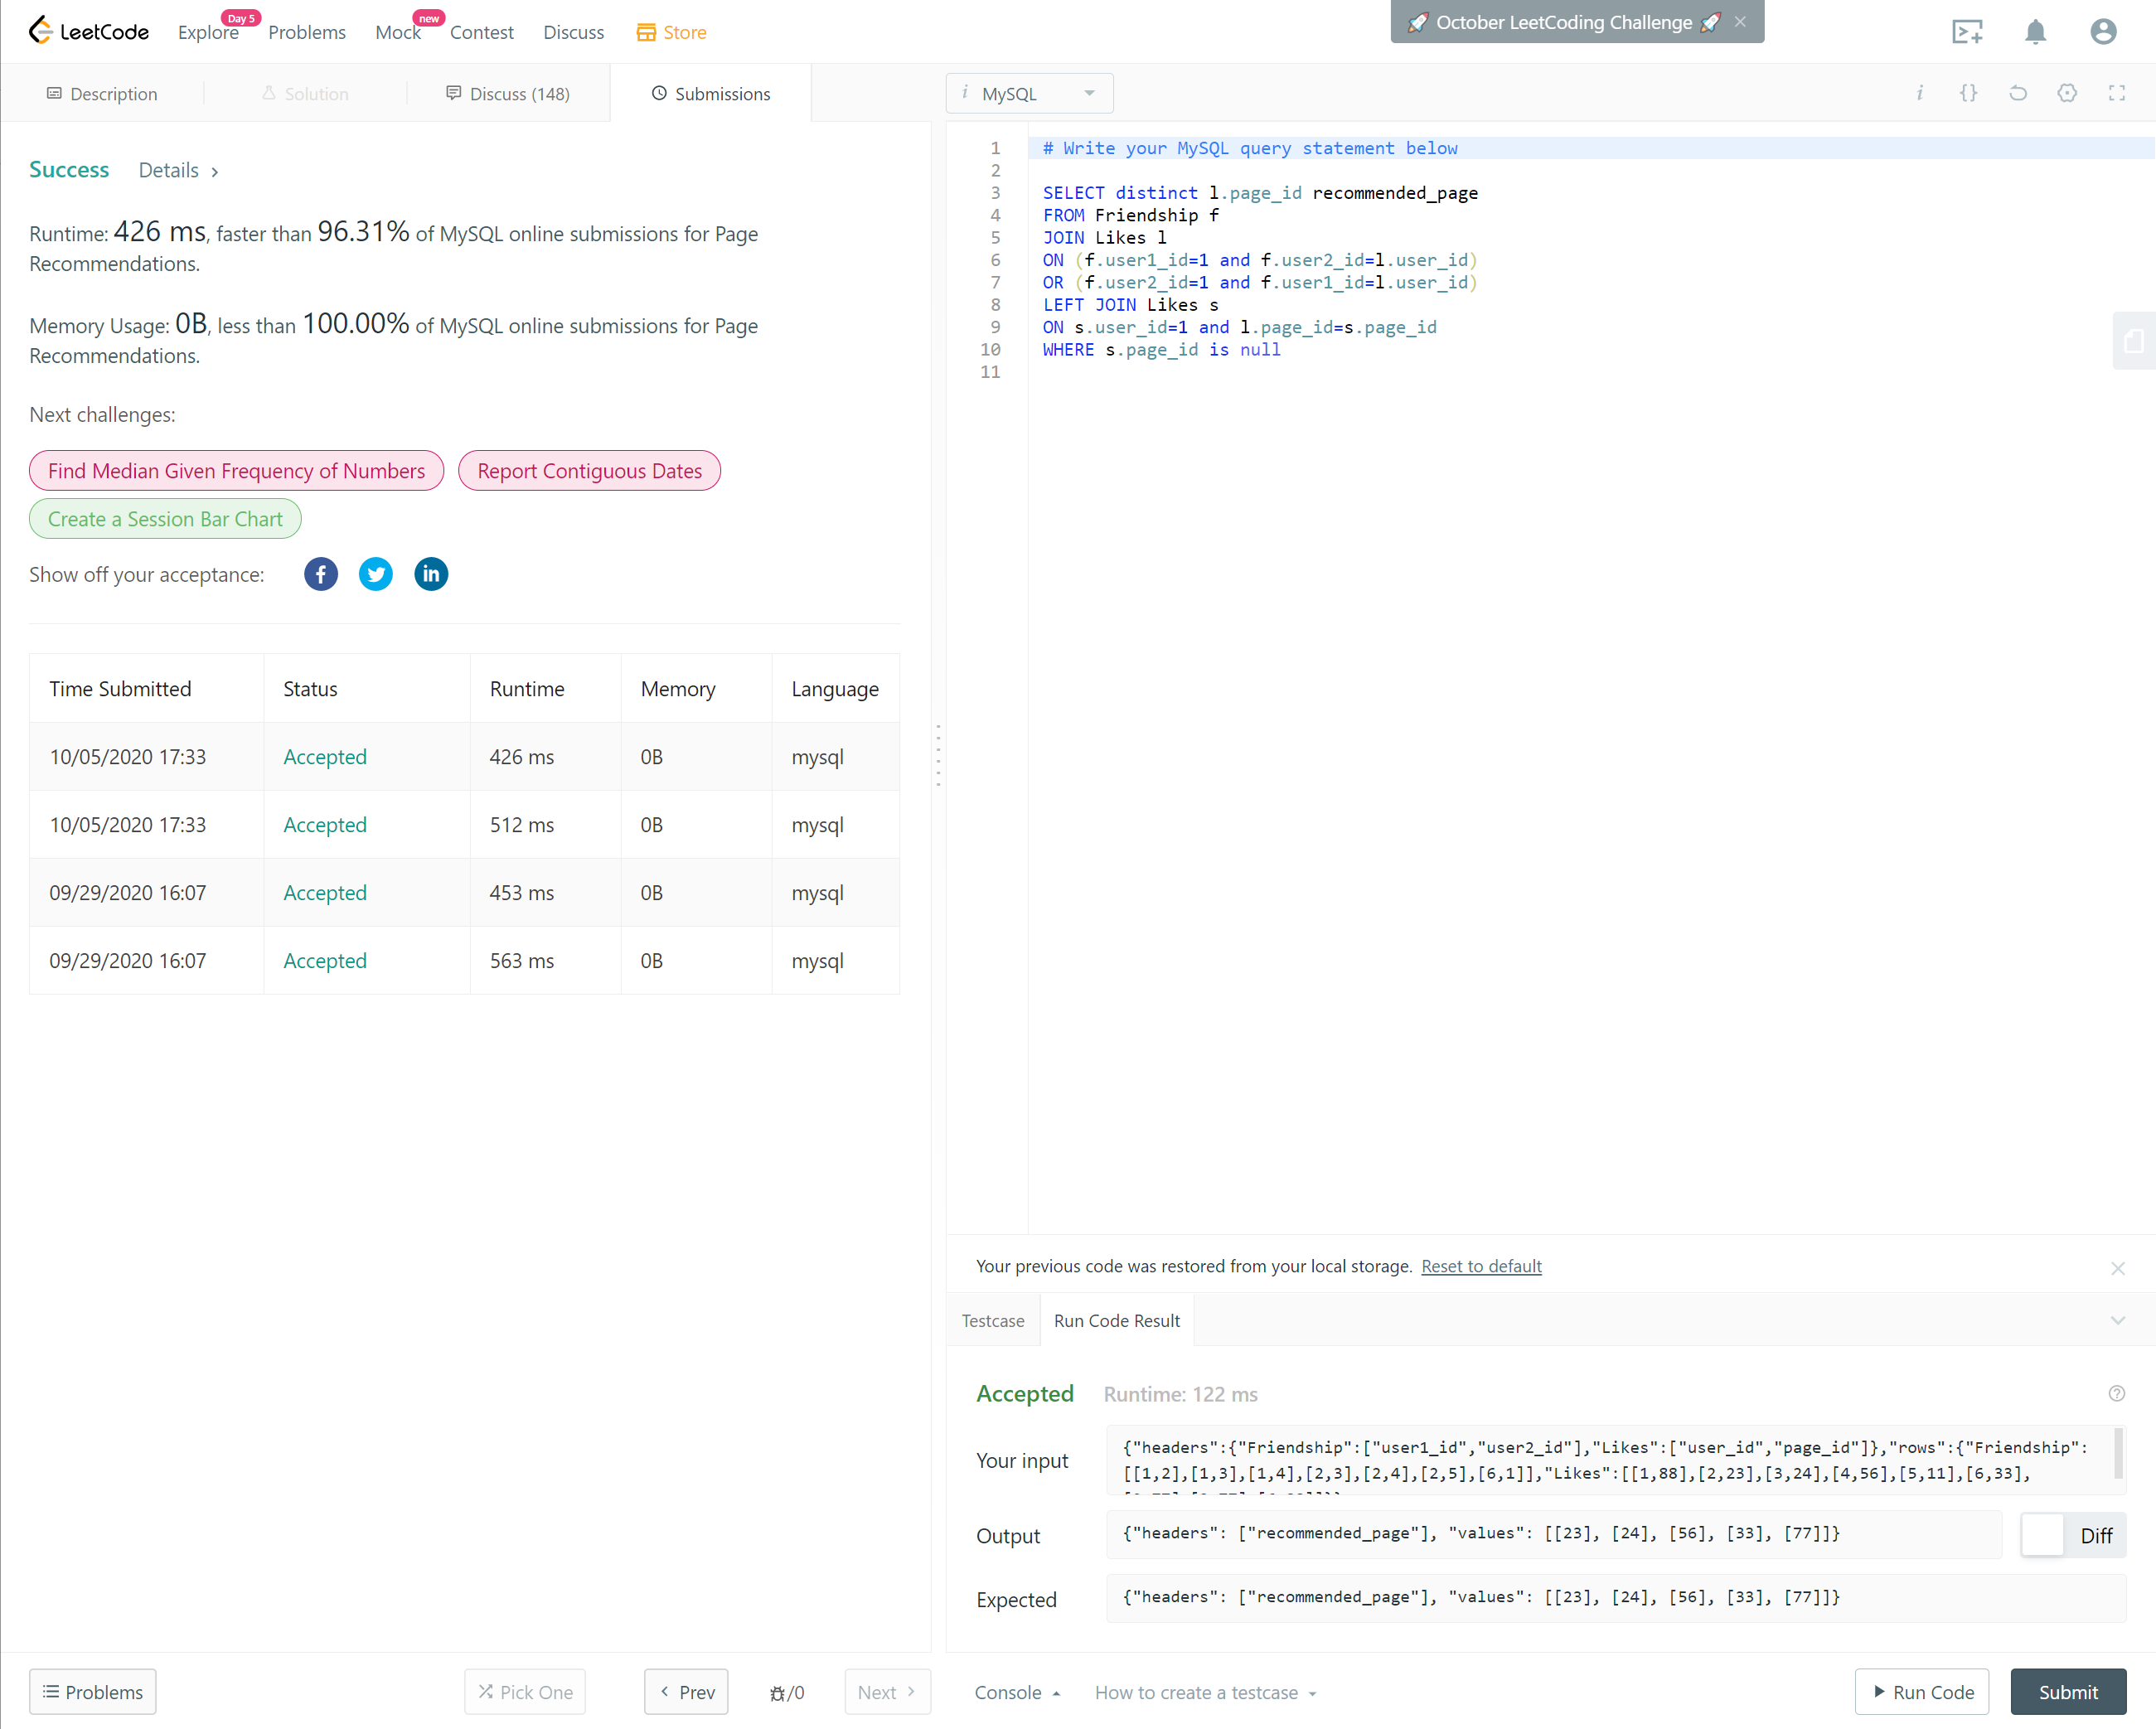 LeetCode
Explore
Day 5
Problems
Mock
new
Contest
Discuss
Store
🚀 October LeetCoding Challenge 🚀
Description
Solution
Discuss (148)
Submissions
i MySQL
Success
Details
Runtime: 426 ms, faster than 96.31% of MySQL online submissions for Page
Recommendations.
Memory Usage: 0B, less than 100.00% of MySQL online submissions for Page
Recommendations.
Next challenges:
Find Median Given Frequency of Numbers
Report Contiguous Dates
Create a Session Bar Chart
Show off your acceptance:
Time Submitted Status Runtime Memory Language
10/05/2020 17:33 Accepted 426 ms 0B mysql
10/05/2020 17:33 Accepted 512 ms 0B mysql
09/29/2020 16:07 Accepted 453 ms 0B mysql
09/29/2020 16:07 Accepted 563 ms 0B mysql
1 # Write your MySQL query statement below
2
3 SELECT distinct l.page_id recommended_page
4 FROM Friendship f
5 JOIN Likes l
6 ON (f.user1_id=1 and f.user2_id=l.user_id)
7 OR (f.user2_id=1 and f.user1_id=l.user_id)
8 LEFT JOIN Likes s
9 ON s.user_id=1 and l.page_id=s.page_id
10 WHERE s.page_id is null
11
Your previous code was restored from your local storage. Reset to default
Testcase
Run Code Result
Accepted Runtime: 122 ms
Your input
{"headers":{"Friendship":["user1_id","user2_id"],"Likes":["user_id","page_id"]},"rows":{"Friendship":
[[1,2],[1,3],[1,4],[2,3],[2,4],[2,5],[6,1]],"Likes":[[1,88],[2,23],[3,24],[4,56],[5,11],[6,33],
Output
{"headers": ["recommended_page"], "values": [[23], [24], [56], [33], [77]]}
Diff
Expected
{"headers": ["recommended_page"], "values": [[23], [24], [56], [33], [77]]}
Problems
Pick One
Prev
/0
Next
Console
How to create a testcase
Run Code
Submit